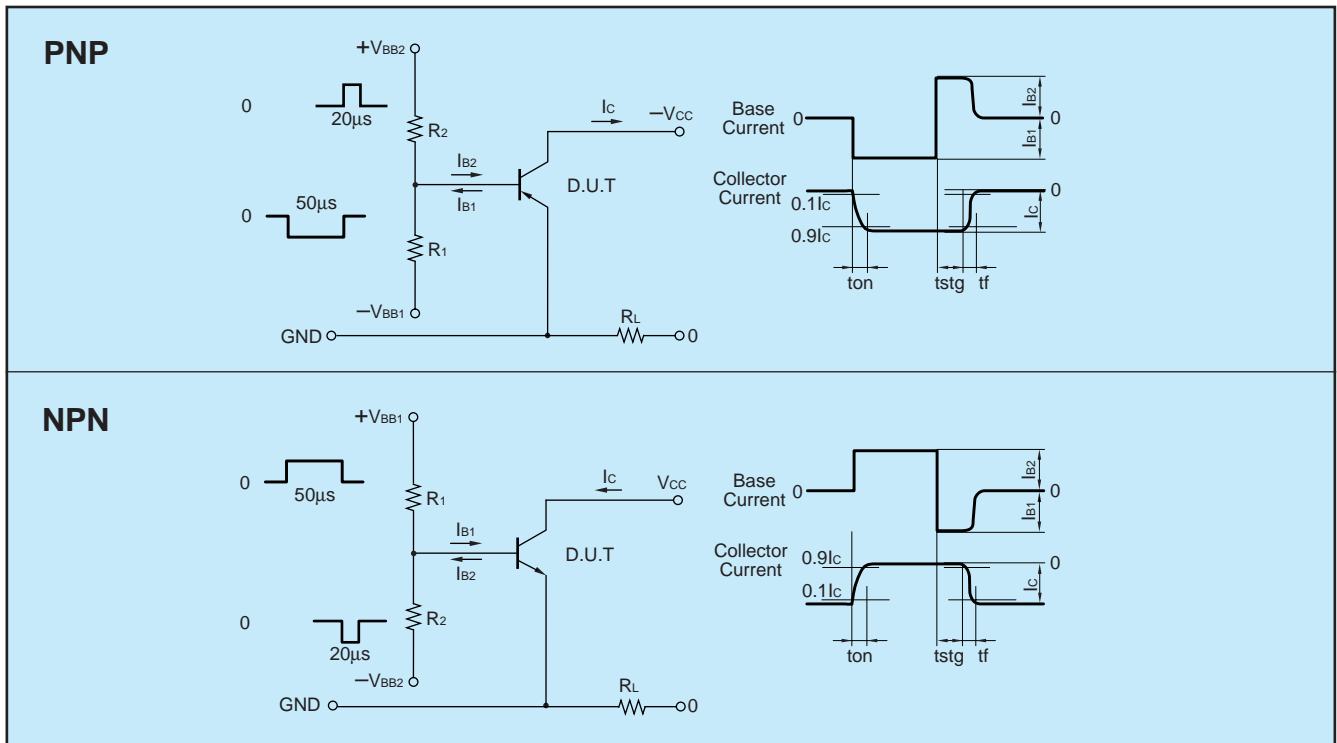 PNP
+VBB2
0
20µs
R2
IC
–VCC
IB2
IB1
D.U.T
50µs
0
R1
–VBB1
GND
RL
0
Base
Current
0
0
IB2
IB1
Collector
Current
0
0.1IC
0.9IC
IC
ton
tstg
tf
NPN
+VBB1
0
50µs
R1
IC
VCC
IB1
IB2
D.U.T
0
R2
20µs
–VBB2
GND
RL
0
Base
Current
0
0
IB2
IB1
Collector
Current
0.9IC
0
0.1IC
IC
ton
tstg
tf